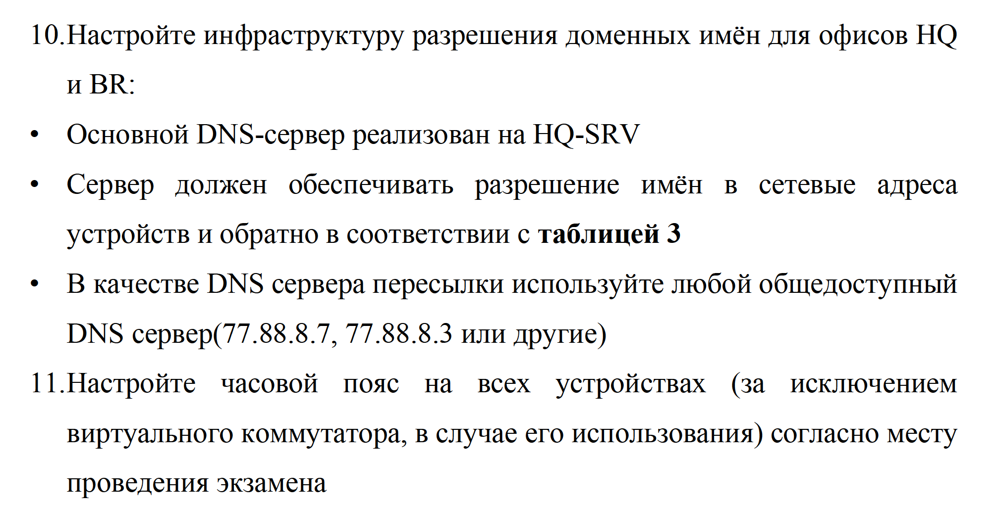 10.Настройте инфраструктуру разрешения доменных имён для офисов HQ
и BR:
• Основной DNS-сервер реализован на HQ-SRV
• Сервер должен обеспечивать разрешение имён в сетевые адреса
устройств и обратно в соответствии с таблицей 3
• В качестве DNS сервера пересылки используйте любой общедоступный
DNS сервер(77.88.8.7, 77.88.8.3 или другие)
11.Настройте часовой пояс на всех устройствах (за исключением
виртуального коммутатора, в случае его использования) согласно месту
проведения экзамена